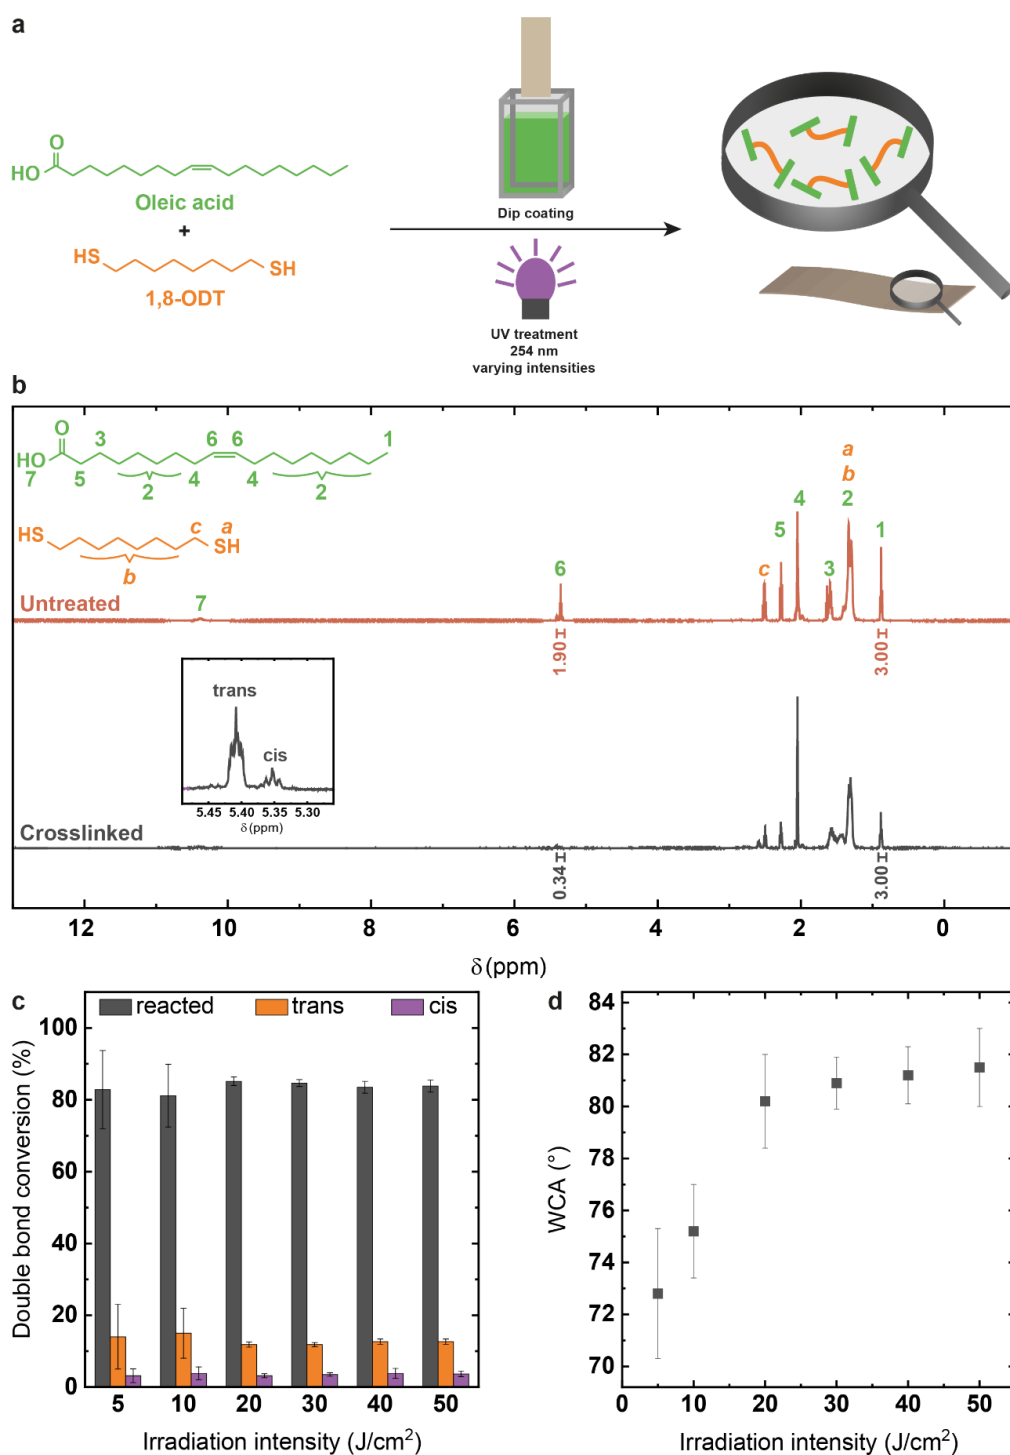 a
O
HO
Oleic acid
+
HS
SH
1,8-ODT
Dip coating
UV treatment
254 nm
varying intensities
b
O
HO
7
5
3
2
4
6 6
4
2
1
HS
c
a
SH
b
Untreated
7
6
c
5
4
3
a
b
2
1
1.90
3.00
trans
cis
5.45 5.40 5.35 5.30
δ (ppm)
Crosslinked
0.34
3.00
12 10 8 6 4 2 0
δ (ppm)
c
reacted trans cis
Double bond conversion (%)
100
80
60
40
20
0
5 10 20 30 40 50
Irradiation intensity (J/cm²)
d
WCA (°)
84
82
80
78
76
74
72
70
0 10 20 30 40 50
Irradiation intensity (J/cm²)